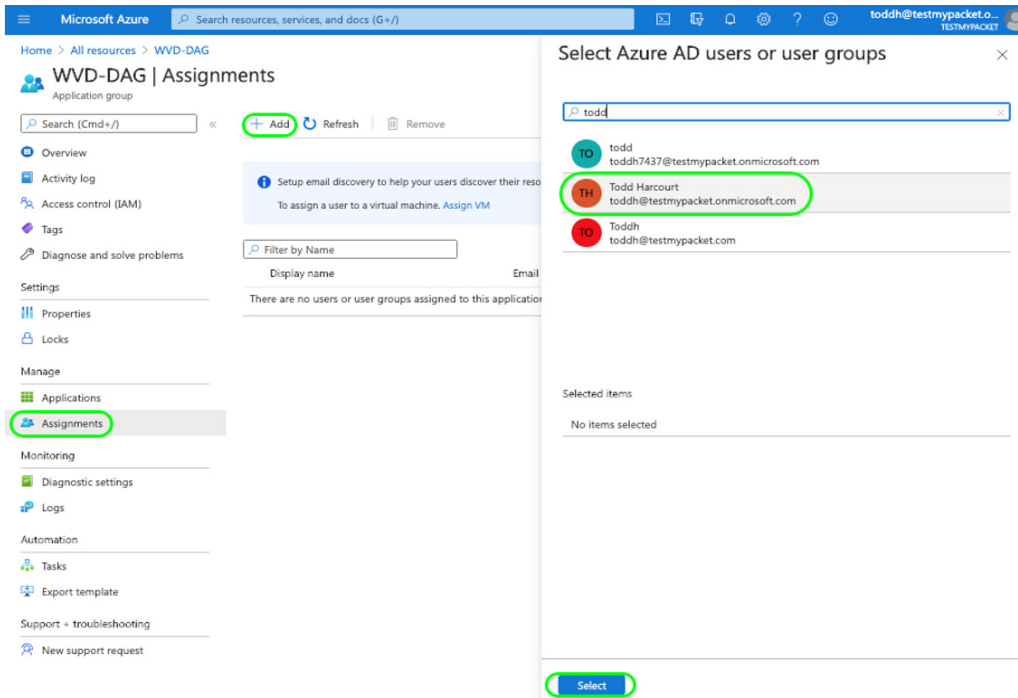 Microsoft Azure
Search resources, services, and docs (G+/)
toddh@testmypacket.o...
TESTMYPACKET
Home > All resources > WVD-DAG
WVD-DAG | Assignments
Application group
Search (Cmd+/)
«
Overview
Activity log
Access control (IAM)
Tags
Diagnose and solve problems
Settings
Properties
Locks
Manage
Applications
Assignments
Monitoring
Diagnostic settings
Logs
Automation
Tasks
Export template
Support + troubleshooting
New support request
+ Add Refresh Remove
Setup email discovery to help your users discover their reso
To assign a user to a virtual machine. Assign VM
Filter by Name
Display name Email
There are no users or user groups assigned to this application
Select Azure AD users or user groups
todd
TO
todd
toddh7437@testmypacket.onmicrosoft.com
TH
Todd Harcourt
toddh@testmypacket.onmicrosoft.com
TO
Toddh
toddh@testmypacket.com
Selected items
No items selected
Select